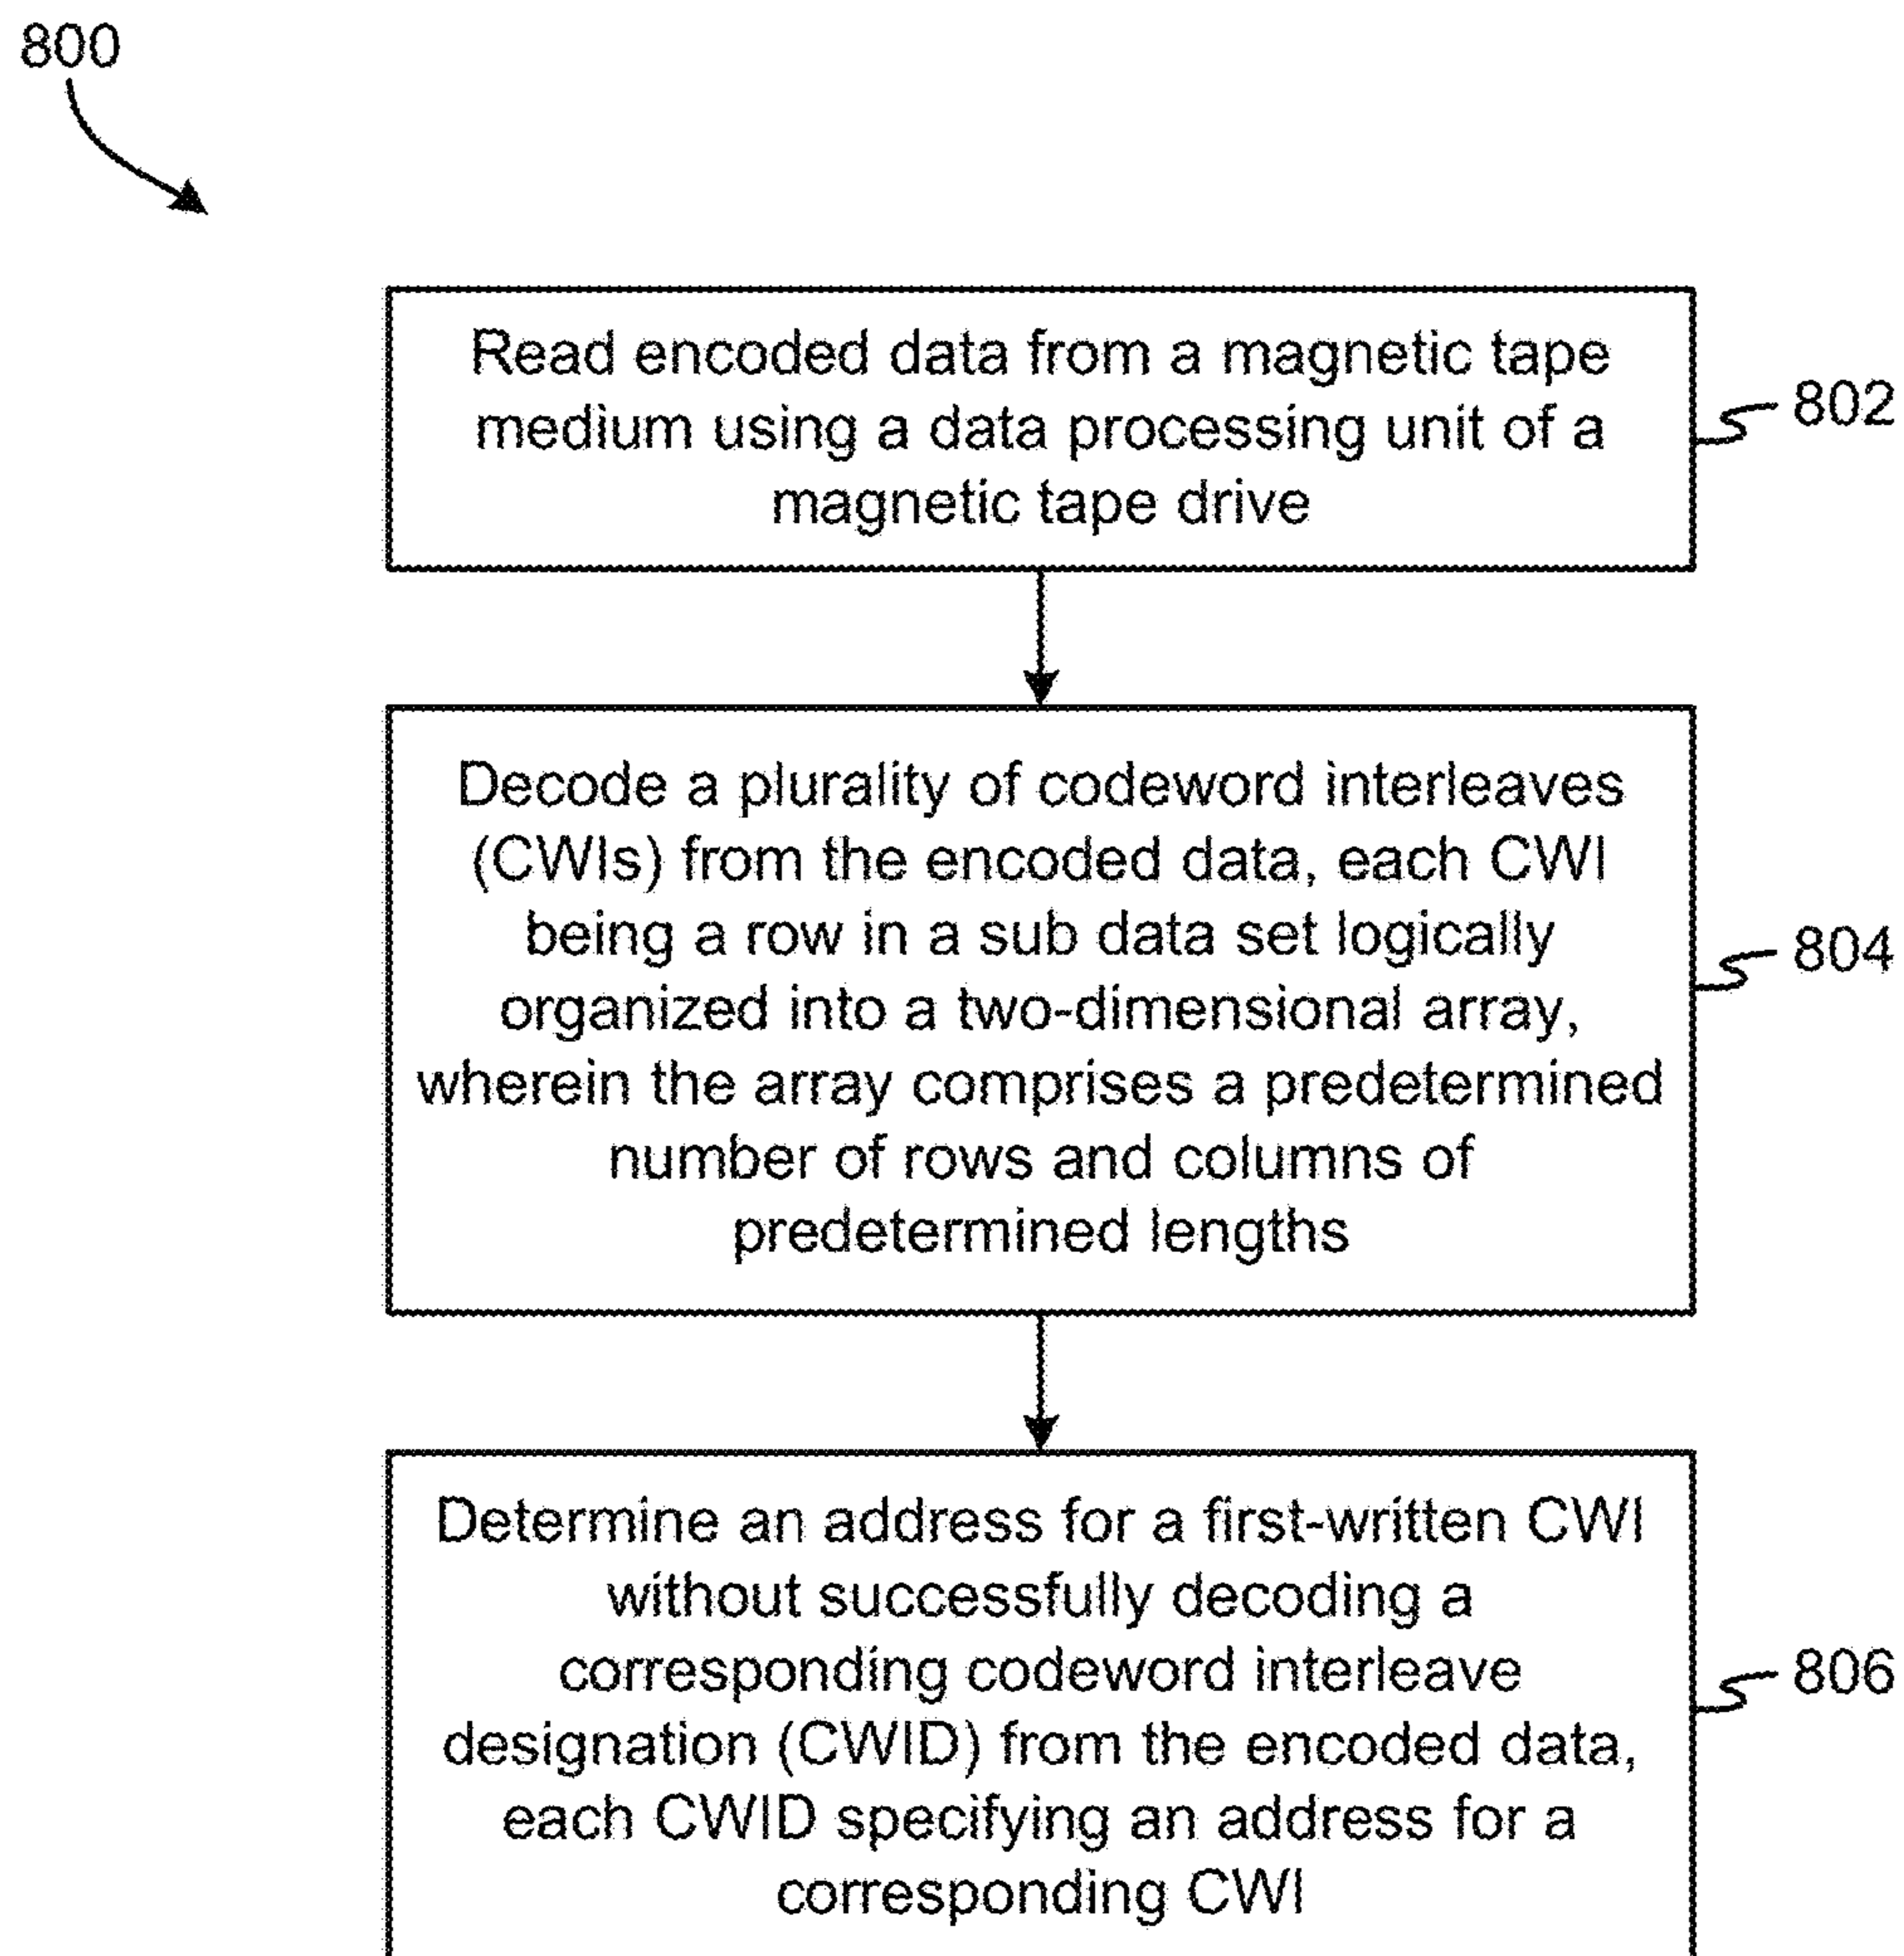 800
Read encoded data from a magnetic tape
medium using a data processing unit of a
magnetic tape drive
802
Decode a plurality of codeword interleaves
(CWIs) from the encoded data, each CWI
being a row in a sub data set logically
organized into a two-dimensional array,
wherein the array comprises a predetermined
number of rows and columns of
predetermined lengths
804
Determine an address for a first-written CWI
without successfully decoding a
corresponding codeword interleave
designation (CWID) from the encoded data,
each CWID specifying an address for a
corresponding CWI
806